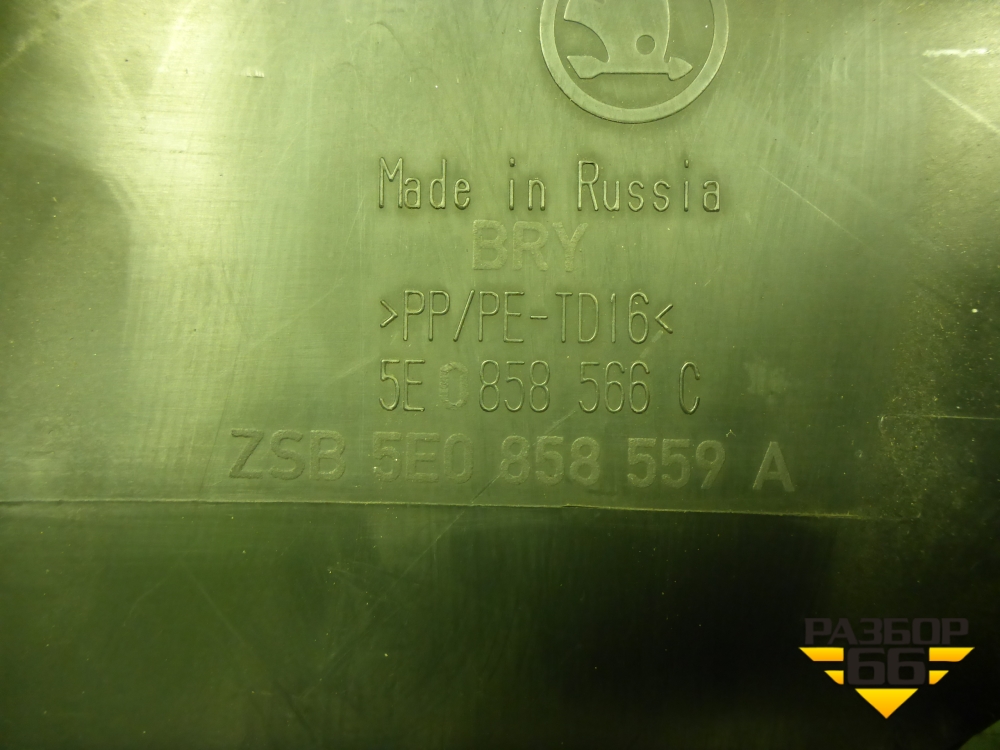 Made in Russia
BRY
>PP/PE-TD16<
5E0 858 566 C
ZSB 5E0 858 559 A
РАЗБОР
66